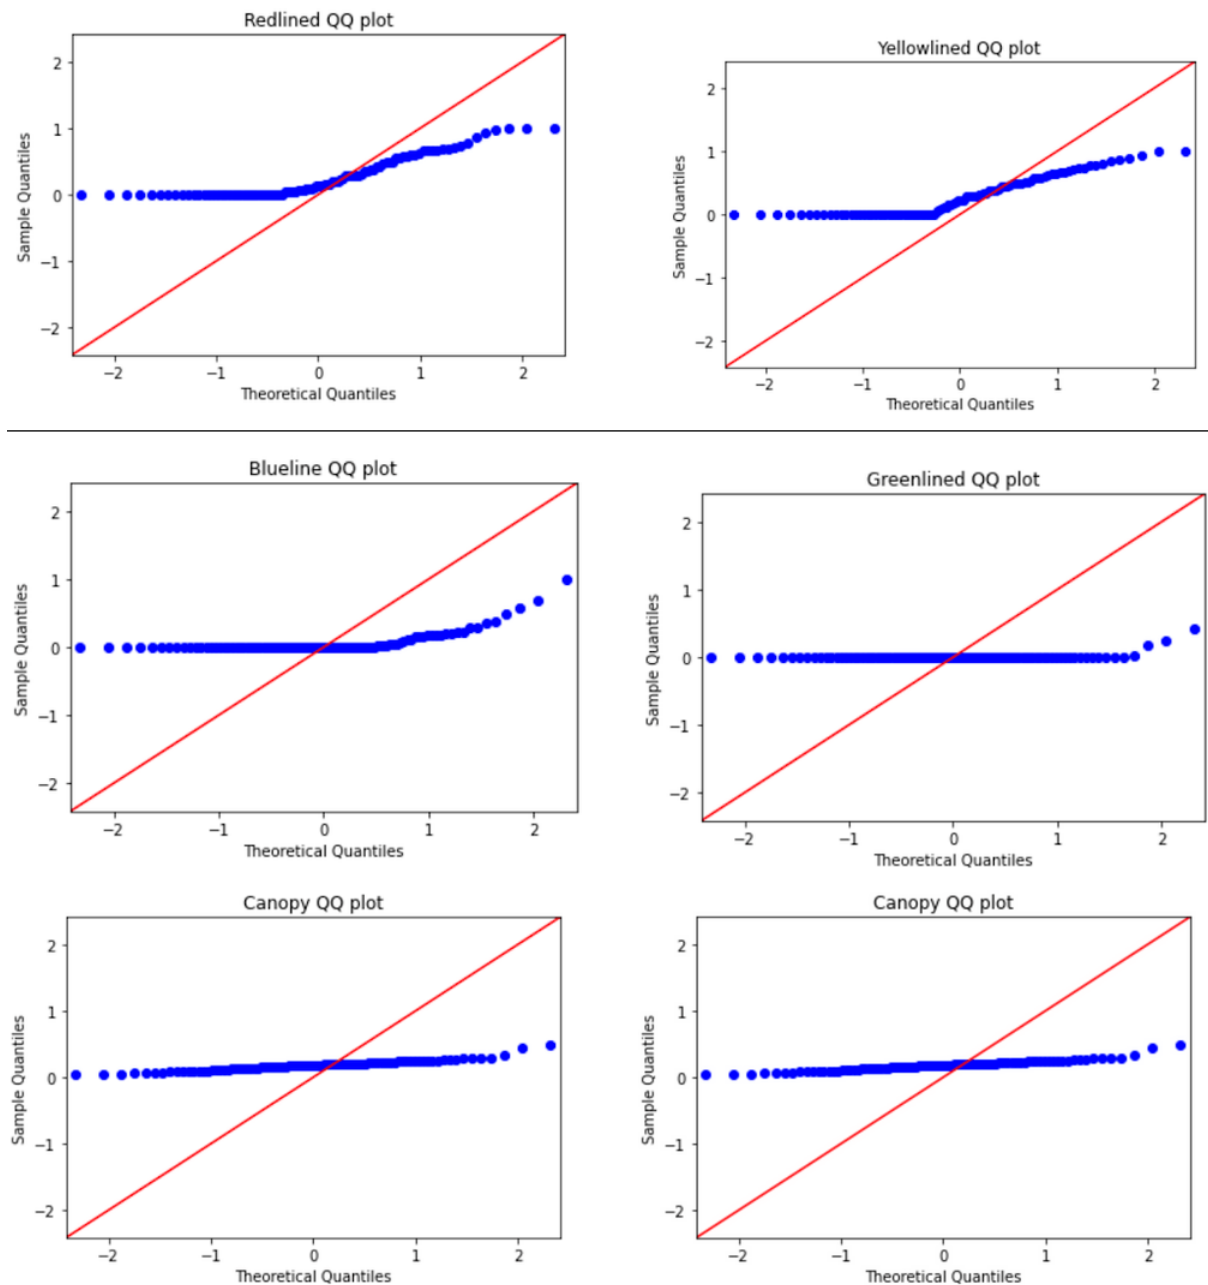 Redlined QQ plot
2
1
0
−1
−2
Sample Quantiles
−2 −1 0 1 2
Theoretical Quantiles
Yellowlined QQ plot
2
1
0
−1
−2
Sample Quantiles
−2 −1 0 1 2
Theoretical Quantiles
Blueline QQ plot
2
1
0
−1
−2
Sample Quantiles
−2 −1 0 1 2
Theoretical Quantiles
Greenlined QQ plot
2
1
0
−1
−2
Sample Quantiles
−2 −1 0 1 2
Theoretical Quantiles
Canopy QQ plot
2
1
0
−1
−2
Sample Quantiles
−2 −1 0 1 2
Theoretical Quantiles
Canopy QQ plot
2
1
0
−1
−2
Sample Quantiles
−2 −1 0 1 2
Theoretical Quantiles